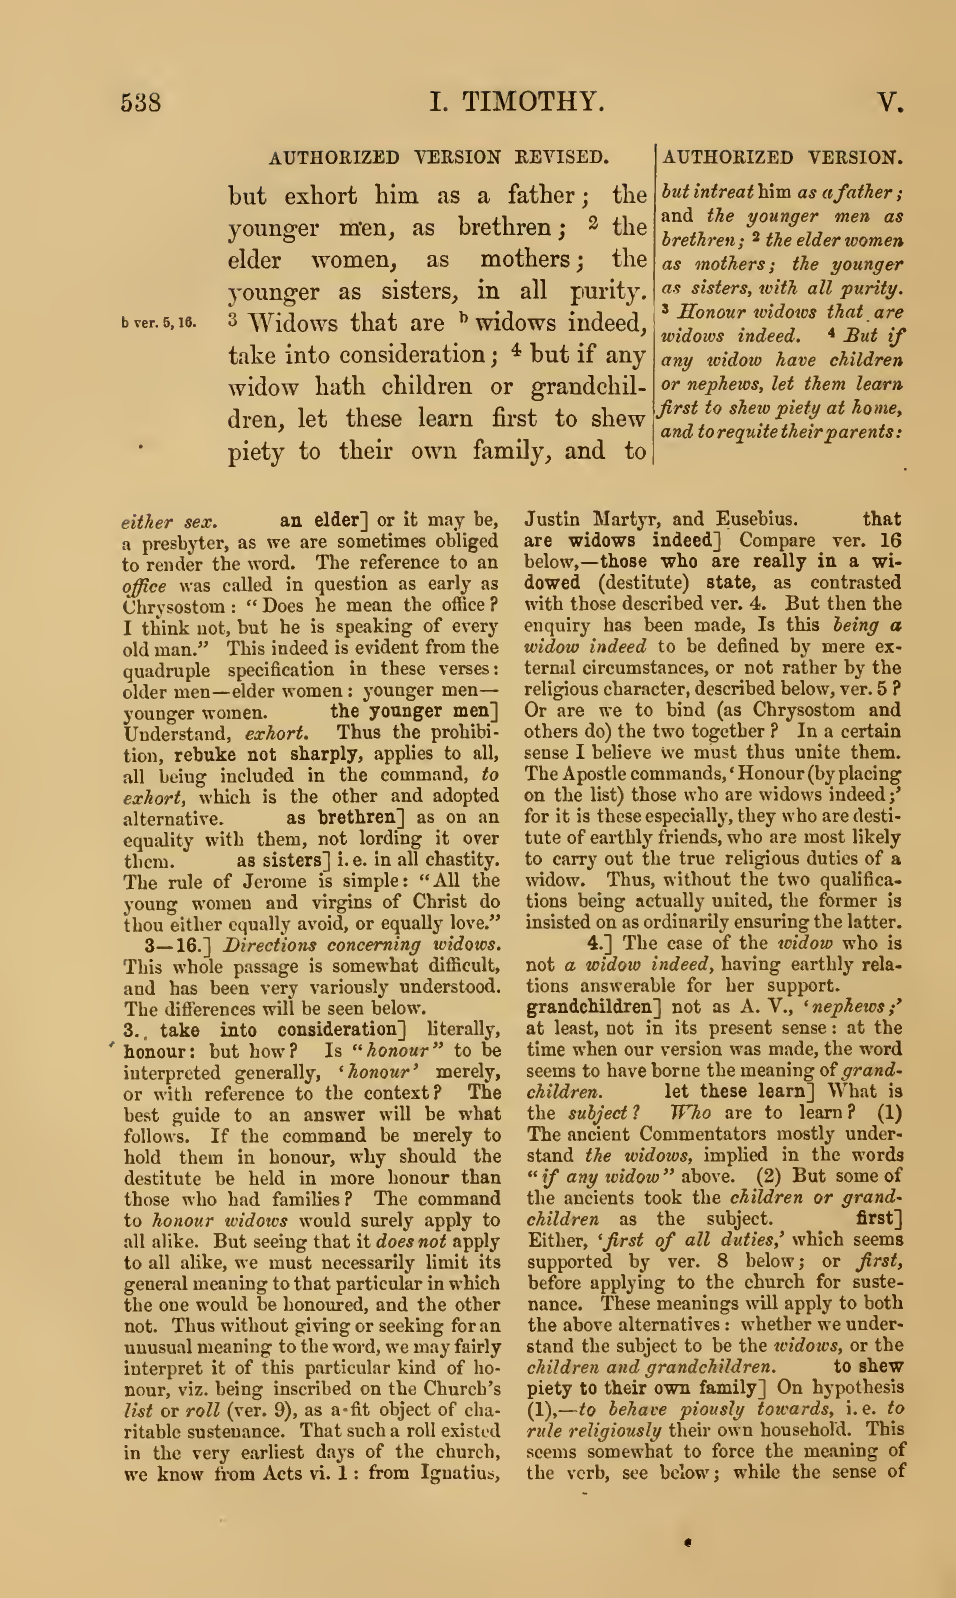 538
I. TIMOTHY.
V.
AUTHORIZED VERSION REVISED.
but exhort him as a father; the
younger men, as brethren; 2 the
elder women, as mothers; the
younger as sisters, in all purity.
b ver. 5, 16.
3 Widows that are b widows indeed,
take into consideration; 4 but if any
widow hath children or grandchil-
dren, let these learn first to shew
piety to their own family, and to
AUTHORIZED VERSION.
but intreat him as a father;
and the younger men as
brethren; 2 the elder women
as mothers; the younger
as sisters, with all purity.
3 Honour widows that are
widows indeed. 4 But if
any widow have children
or nephews, let them learn
first to shew piety at home,
and to requite their parents:
either sex. an elder] or it may be,
a presbyter, as we are sometimes obliged
to render the word. The reference to an
office was called in question as early as
Chrysostom: "Does he mean the office?
I think not, but he is speaking of every
old man." This indeed is evident from the
quadruple specification in these verses:
older men—elder women: younger men—
younger women. the younger men]
Understand, exhort. Thus the prohibi-
tion, rebuke not sharply, applies to all,
all being included in the command, to
exhort, which is the other and adopted
alternative. as brethren] as on an
equality with them, not lording it over
them. as sisters] i. e. in all chastity.
The rule of Jerome is simple: "All the
young women and virgins of Christ do
thou either equally avoid, or equally love."
3—16.] Directions concerning widows.
This whole passage is somewhat difficult,
and has been very variously understood.
The differences will be seen below.
3. take into consideration] literally,
honour: but how? Is "honour" to be
interpreted generally, 'honour' merely,
or with reference to the context? The
best guide to an answer will be what
follows. If the command be merely to
hold them in honour, why should the
destitute be held in more honour than
those who had families? The command
to honour widows would surely apply to
all alike. But seeing that it does not apply
to all alike, we must necessarily limit its
general meaning to that particular in which
the one would be honoured, and the other
not. Thus without giving or seeking for an
unusual meaning to the word, we may fairly
interpret it of this particular kind of ho-
nour, viz. being inscribed on the Church's
list or roll (ver. 9), as a fit object of cha-
ritable sustenance. That such a roll existed
in the very earliest days of the church,
we know from Acts vi. 1: from Ignatius,
Justin Martyr, and Eusebius. that
are widows indeed] Compare ver. 16
below,—those who are really in a wi-
dowed (destitute) state, as contrasted
with those described ver. 4. But then the
enquiry has been made, Is this being a
widow indeed to be defined by mere ex-
ternal circumstances, or not rather by the
religious character, described below, ver. 5?
Or are we to bind (as Chrysostom and
others do) the two together? In a certain
sense I believe we must thus unite them.
The Apostle commands, 'Honour (by placing
on the list) those who are widows indeed;'
for it is these especially, they who are desti-
tute of earthly friends, who are most likely
to carry out the true religious duties of a
widow. Thus, without the two qualifica-
tions being actually united, the former is
insisted on as ordinarily ensuring the latter.
4.] The case of the widow who is
not a widow indeed, having earthly rela-
tions answerable for her support.
grandchildren] not as A. V., 'nephews;'
at least, not in its present sense: at the
time when our version was made, the word
seems to have borne the meaning of grand-
children. let these learn] What is
the subject? Who are to learn? (1)
The ancient Commentators mostly under-
stand the widows, implied in the words
"if any widow" above. (2) But some of
the ancients took the children or grand-
children as the subject. first]
Either, 'first of all duties,' which seems
supported by ver. 8 below; or first,
before applying to the church for suste-
nance. These meanings will apply to both
the above alternatives: whether we under-
stand the subject to be the widows, or the
children and grandchildren. to shew
piety to their own family] On hypothesis
(1),—to behave piously towards, i. e. to
rule religiously their own household. This
seems somewhat to force the meaning of
the verb, see below; while the sense of